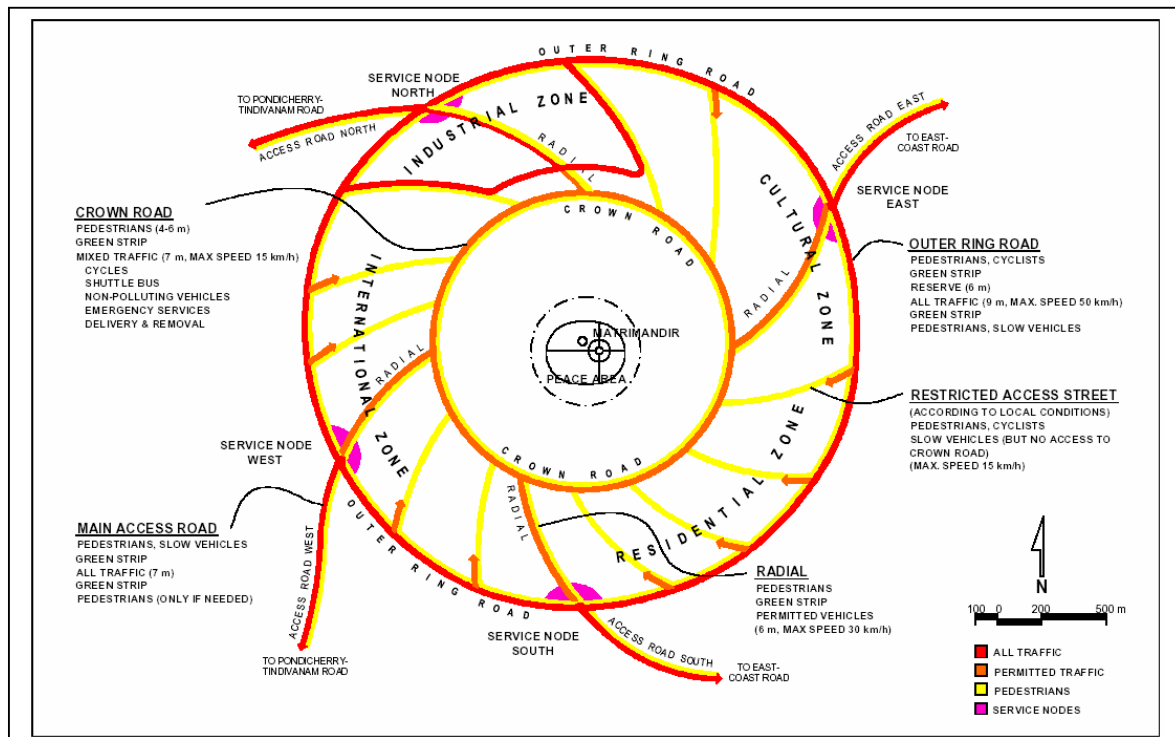 OUTER RING ROAD
SERVICE NODE
NORTH
TO PONDICHERRY-
TINDIVANAM ROAD
ACCESS ROAD NORTH
INDUSTRIAL ZONE
RADIAL
ACCESS ROAD EAST
TO EAST-
COAST ROAD
SERVICE NODE
EAST
CULTURAL ZONE
RADIAL
CROWN ROAD
CROWN ROAD
PEDESTRIANS (4-6 m)
GREEN STRIP
MIXED TRAFFIC (7 m, MAX SPEED 15 km/h)
CYCLES
SHUTTLE BUS
NON-POLLUTING VEHICLES
EMERGENCY SERVICES
DELIVERY & REMOVAL
OUTER RING ROAD
PEDESTRIANS, CYCLISTS
GREEN STRIP
RESERVE (6 m)
ALL TRAFFIC (9 m, MAX. SPEED 50 km/h)
GREEN STRIP
PEDESTRIANS, SLOW VEHICLES
INTERNATIONAL ZONE
RADIAL
MATRIMANDIR
PEACE AREA
RESTRICTED ACCESS STREET
(ACCORDING TO LOCAL CONDITIONS)
PEDESTRIANS, CYCLISTS
SLOW VEHICLES (BUT NO ACCESS TO
CROWN ROAD)
(MAX. SPEED 15 km/h)
SERVICE NODE
WEST
CROWN ROAD
RADIAL
RESIDENTIAL ZONE
MAIN ACCESS ROAD
PEDESTRIANS, SLOW VEHICLES
GREEN STRIP
ALL TRAFFIC (7 m)
GREEN STRIP
PEDESTRIANS (ONLY IF NEEDED)
ACCESS ROAD WEST
TO PONDICHERRY-
TINDIVANAM ROAD
OUTER RING ROAD
SERVICE NODE
SOUTH
ACCESS ROAD SOUTH
TO EAST-
COAST ROAD
RADIAL
PEDESTRIANS
GREEN STRIP
PERMITTED VEHICLES
(6 m, MAX SPEED 30 km/h)
N
100 0 200 500 m
ALL TRAFFIC
PERMITTED TRAFFIC
PEDESTRIANS
SERVICE NODES